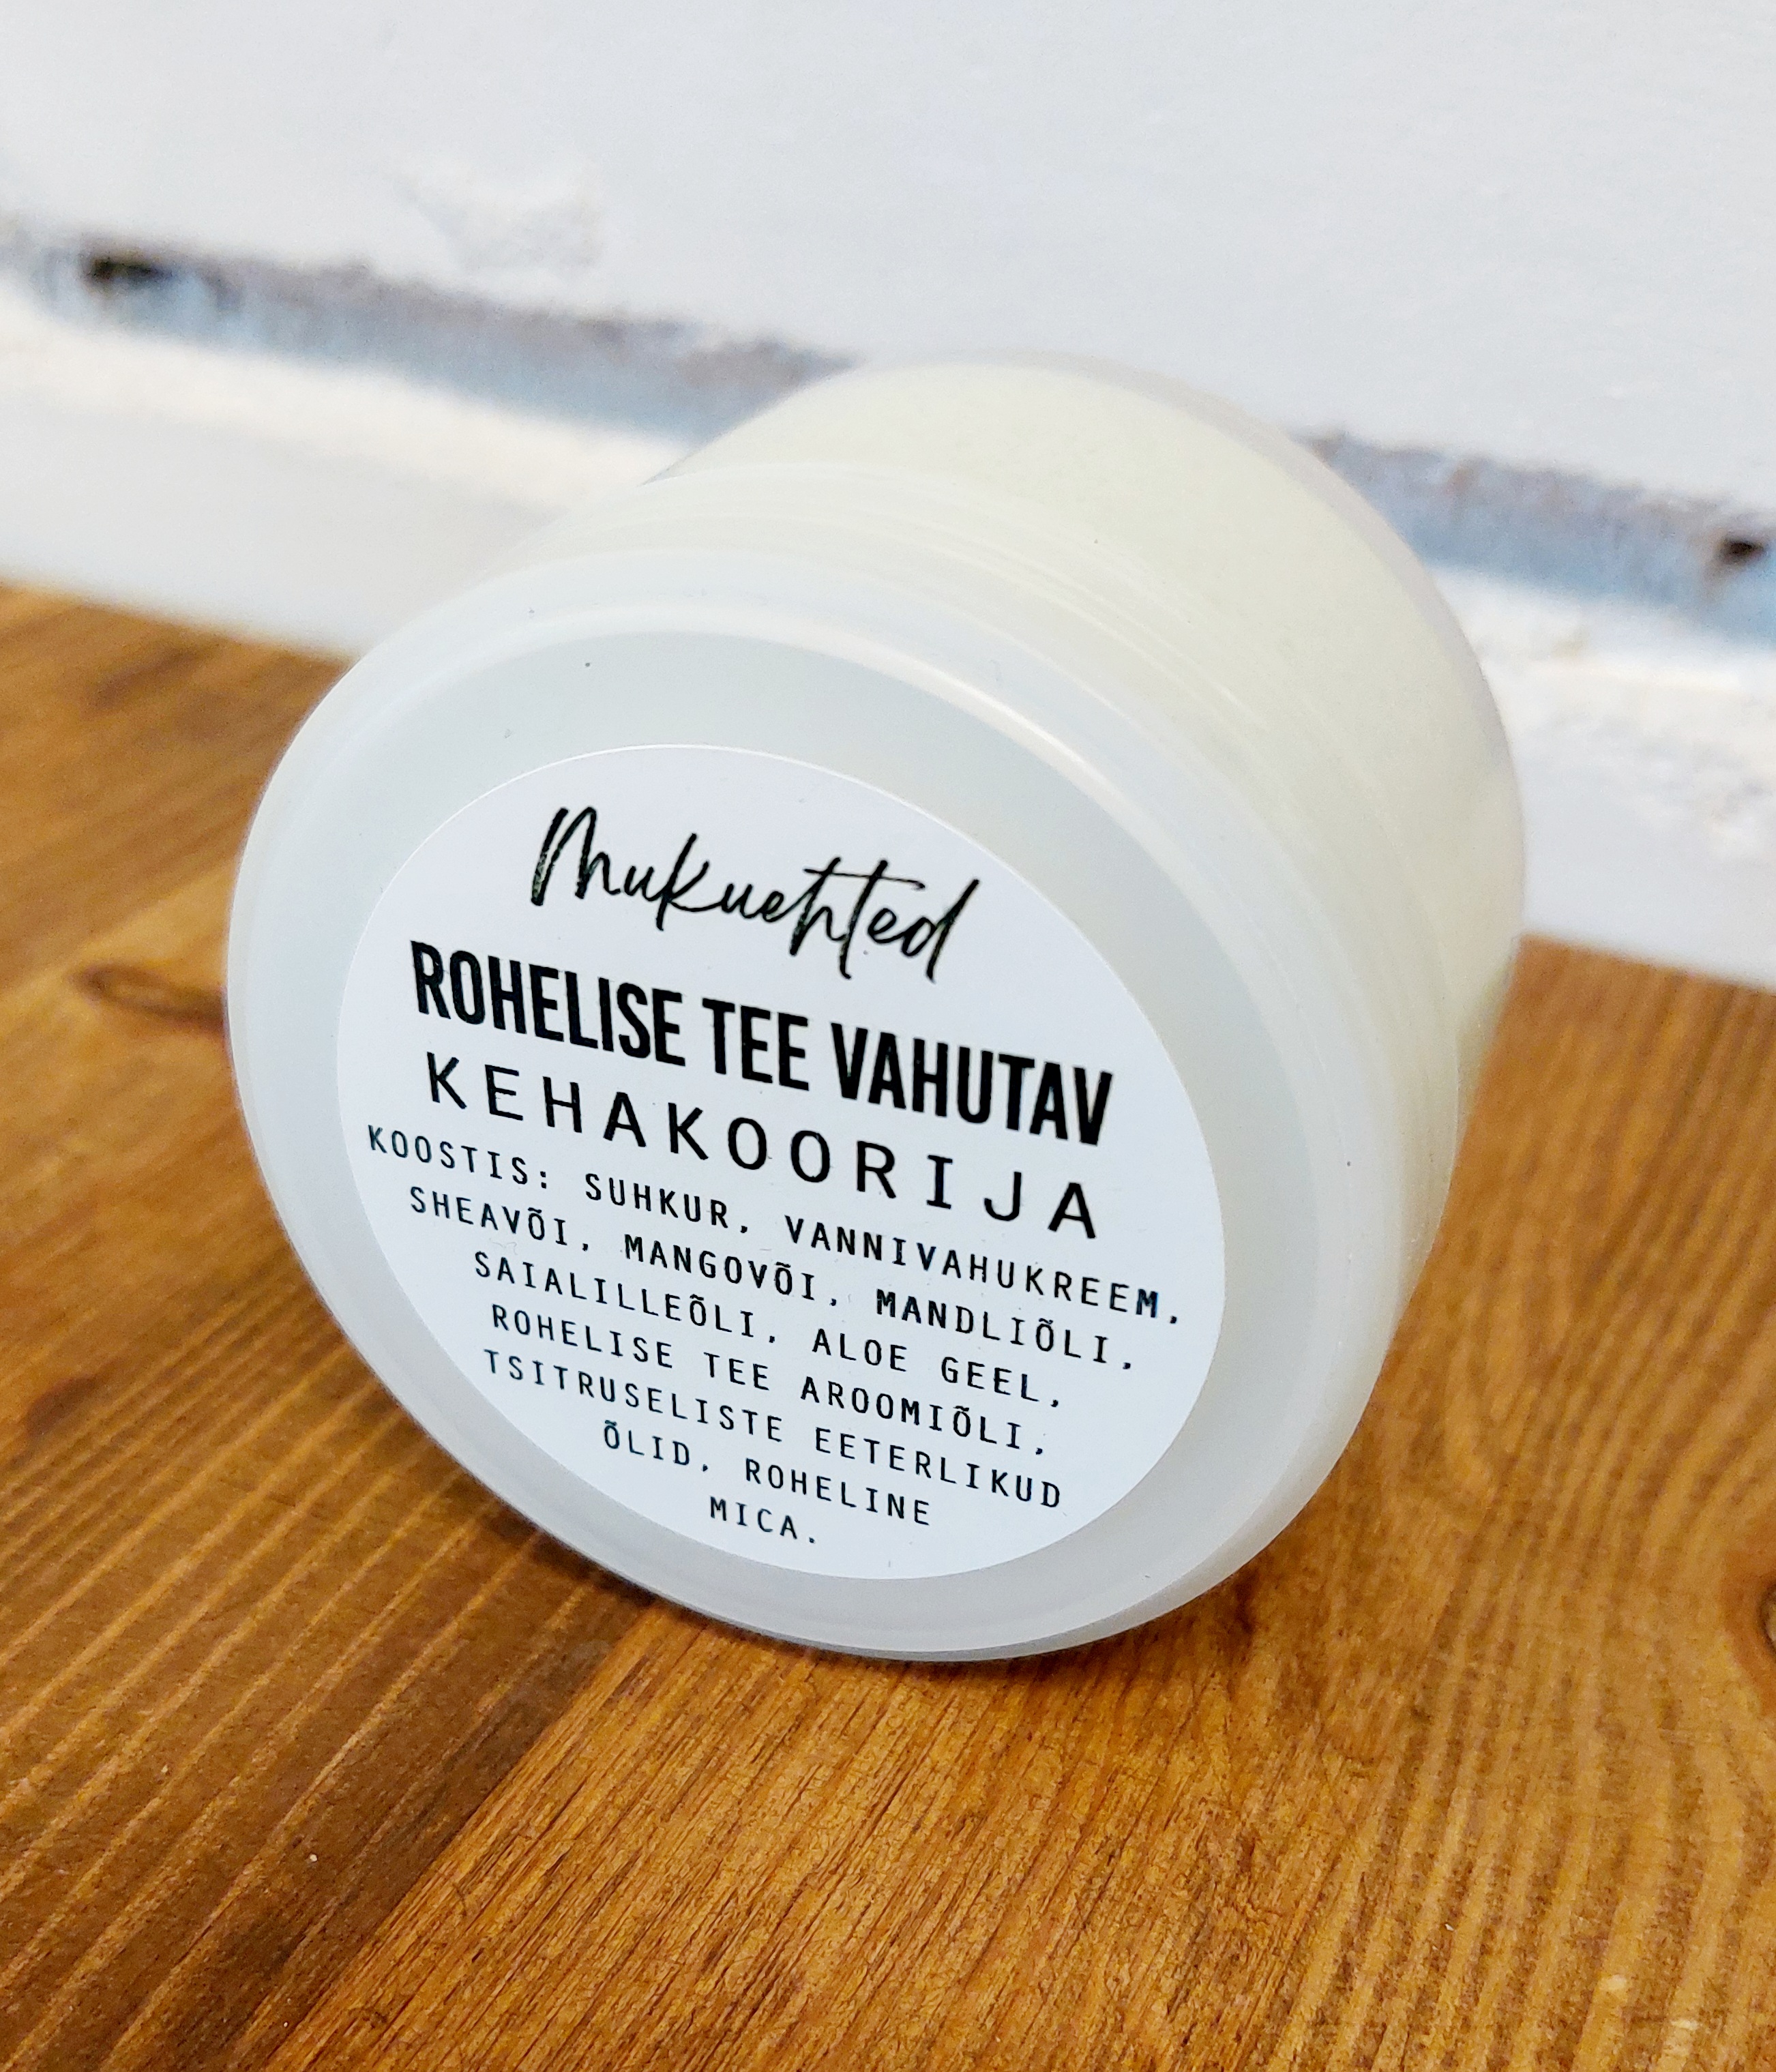 Mukuehted
ROHELISE TEE VAHUTAV
KEHAKOORIJA
KOOSTIS: SUHKUR, VANNIVAHUKREEM,
SHEAVÕI, MANGOVÕI, MANDLIÕLI,
SAIALILLEÕLI, ALOE GEEL,
ROHELISE TEE AROOMIÕLI,
TSITRUSELISTE EETERLIKUD
ÕLID, ROHELINE
MICA.